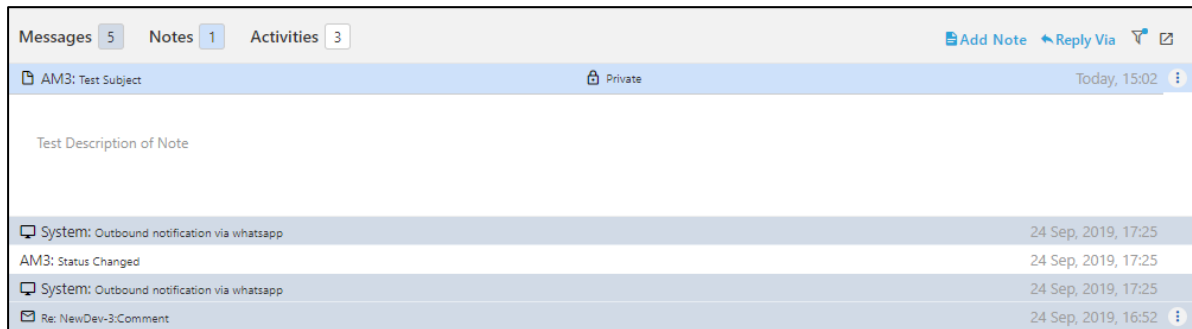 Messages 5 Notes 1 Activities 3 Add Note Reply Via
AM3: Test Subject Private Today, 15:02
Test Description of Note
System: Outbound notification via whatsapp 24 Sep, 2019, 17:25
AM3: Status Changed 24 Sep, 2019, 17:25
System: Outbound notification via whatsapp 24 Sep, 2019, 17:25
Re: NewDev-3:Comment 24 Sep, 2019, 16:52